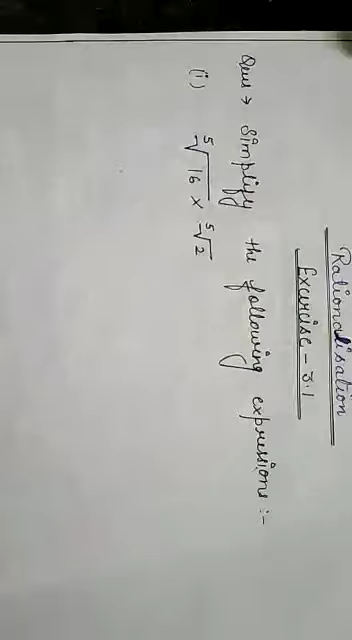 Rationalisation
Exercise - 3.1
Ques → Simplify the following expressions :-
(i) ⁵√16 × ⁵√2